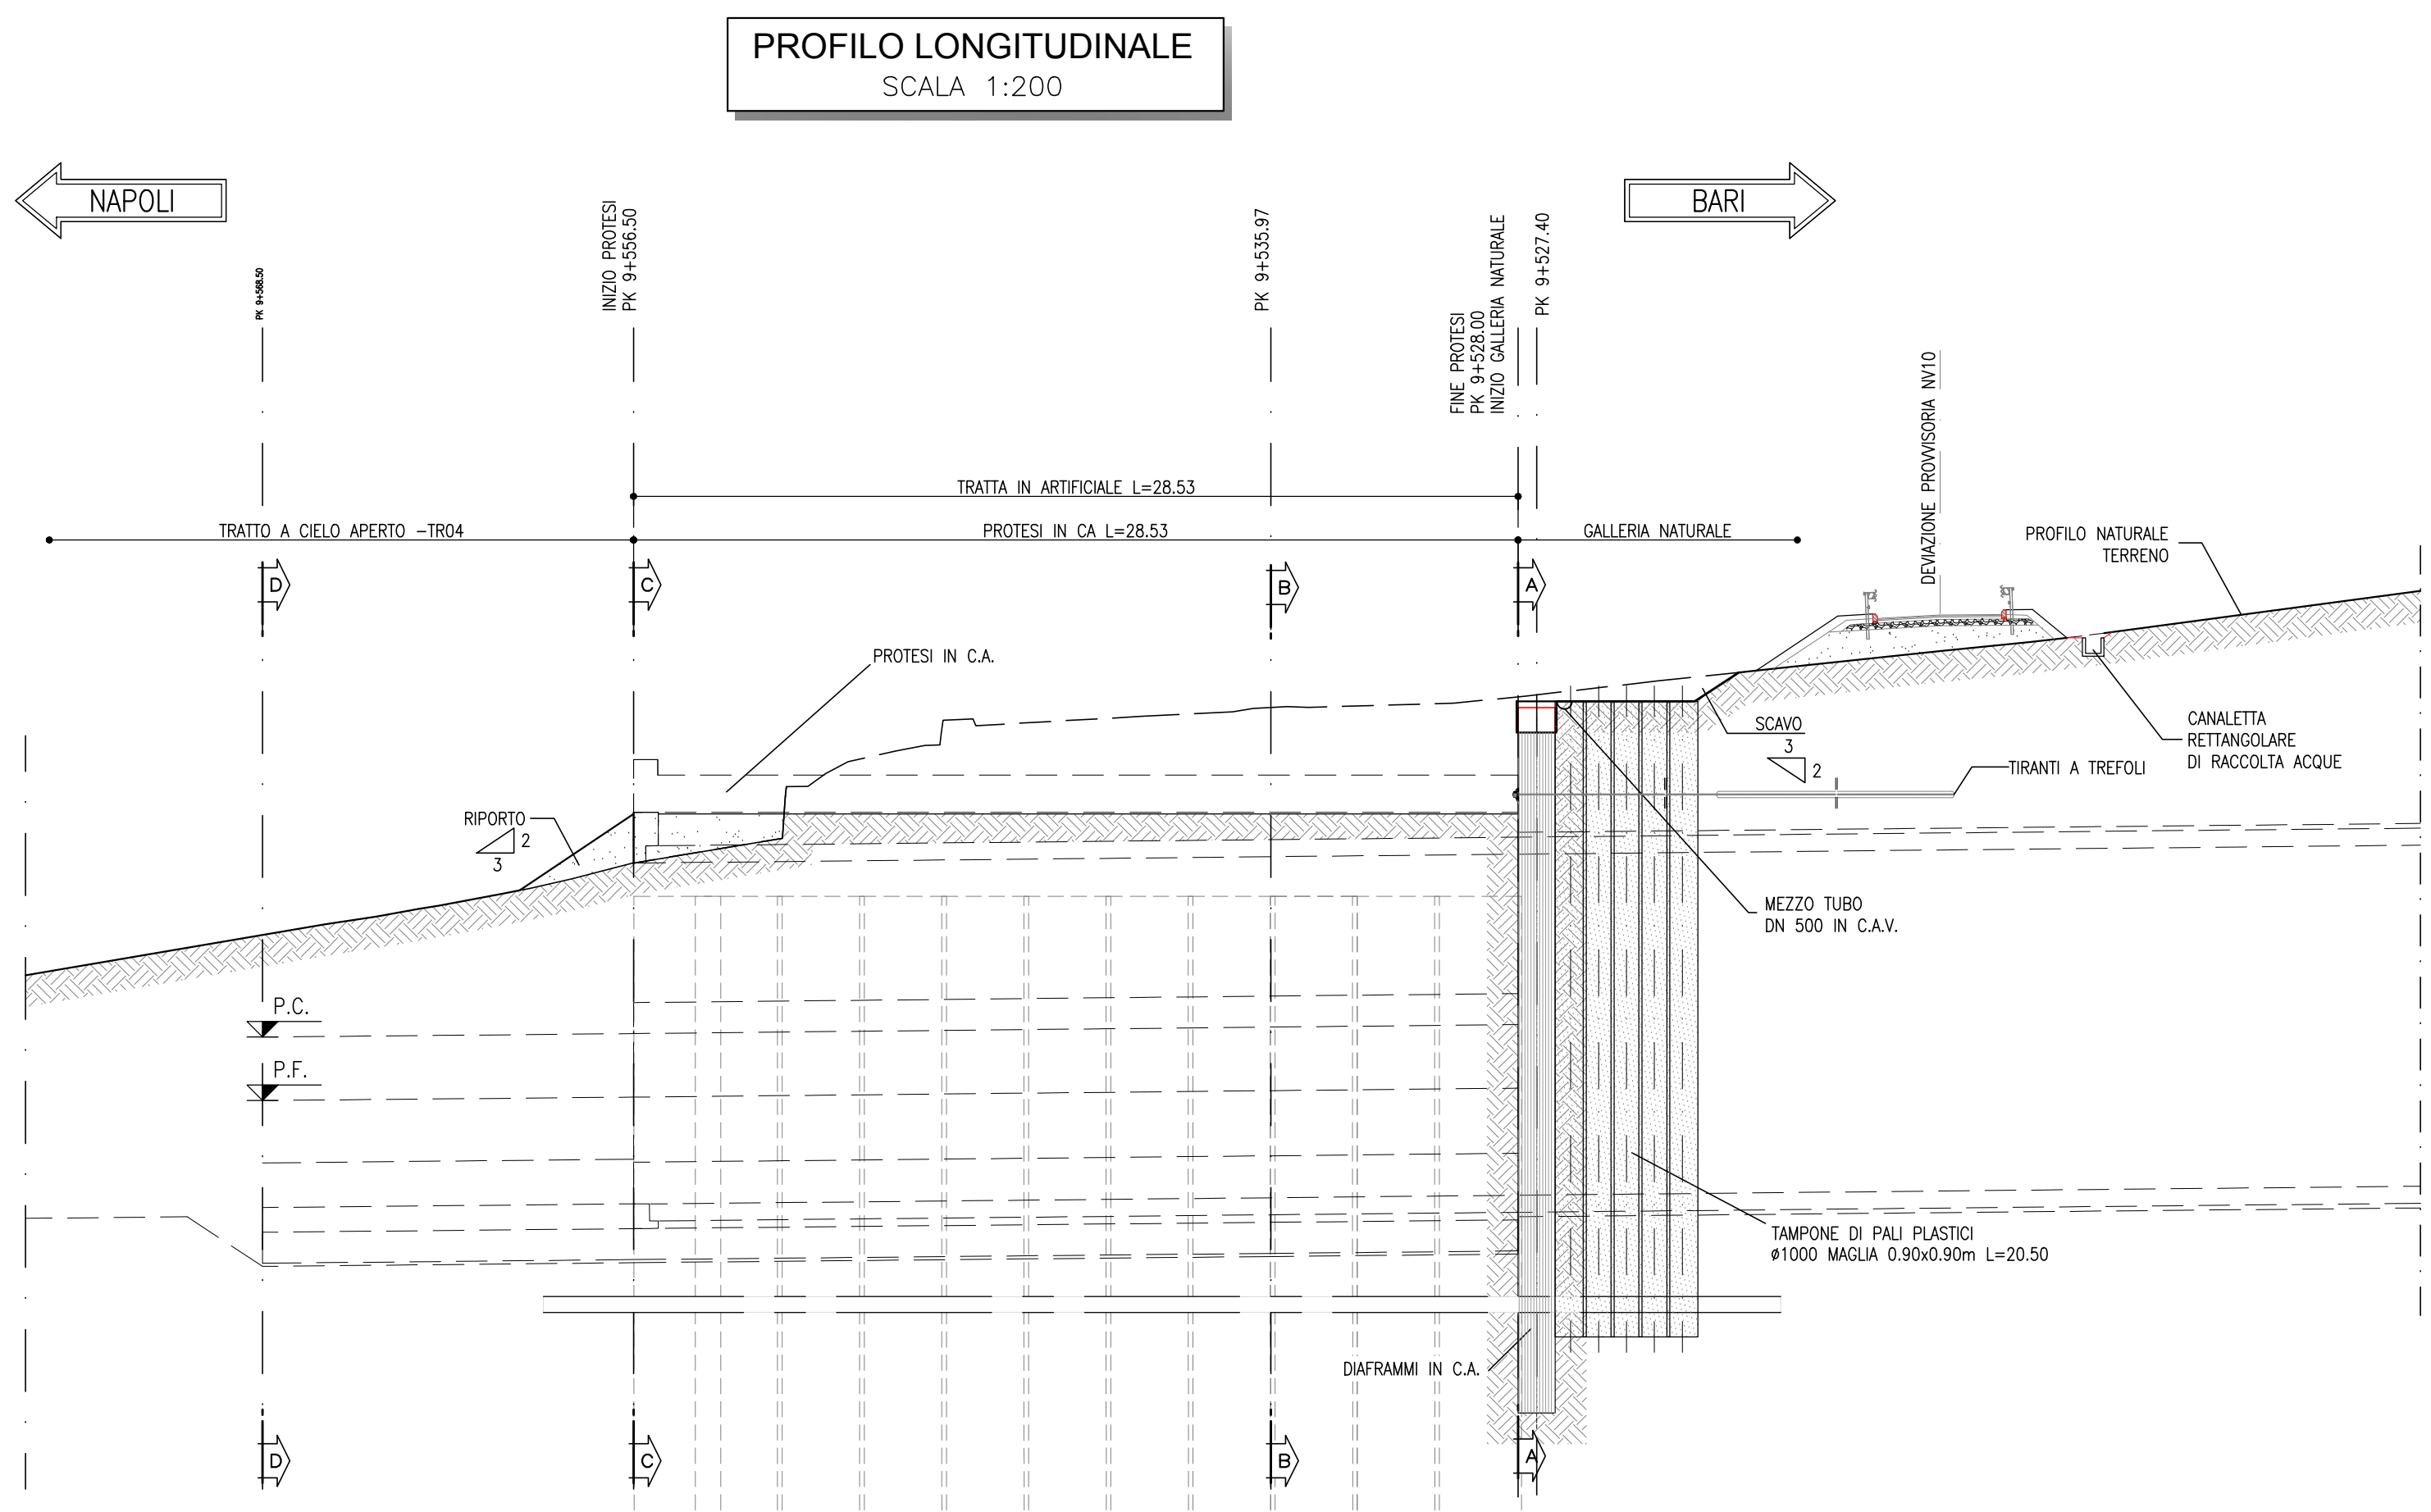 PROFILO LONGITUDINALE
SCALA 1:200
NAPOLI
BARI
PK 9+568.50
INIZIO PROTESI
PK 9+556.50
PK 9+535.97
FINE PROTESI
PK 9+528.00
INIZIO GALLERIA NATURALE
PK 9+527.40
DEVIAZIONE PROVVISORIA NV10
TRATTA IN ARTIFICIALE L=28.53
TRATTO A CIELO APERTO -TR04
PROTESI IN CA L=28.53
GALLERIA NATURALE
PROFILO NATURALE
TERRENO
D
C
B
A
PROTESI IN C.A.
SCAVO
3
2
CANALETTA
RETTANGOLARE
DI RACCOLTA ACQUE
TIRANTI A TREFOLI
RIPORTO
2
3
MEZZO TUBO
DN 500 IN C.A.V.
P.C.
P.F.
TAMPONE DI PALI PLASTICI
ø1000 MAGLIA 0.90x0.90m L=20.50
DIAFRAMMI IN C.A.
D
C
B
A